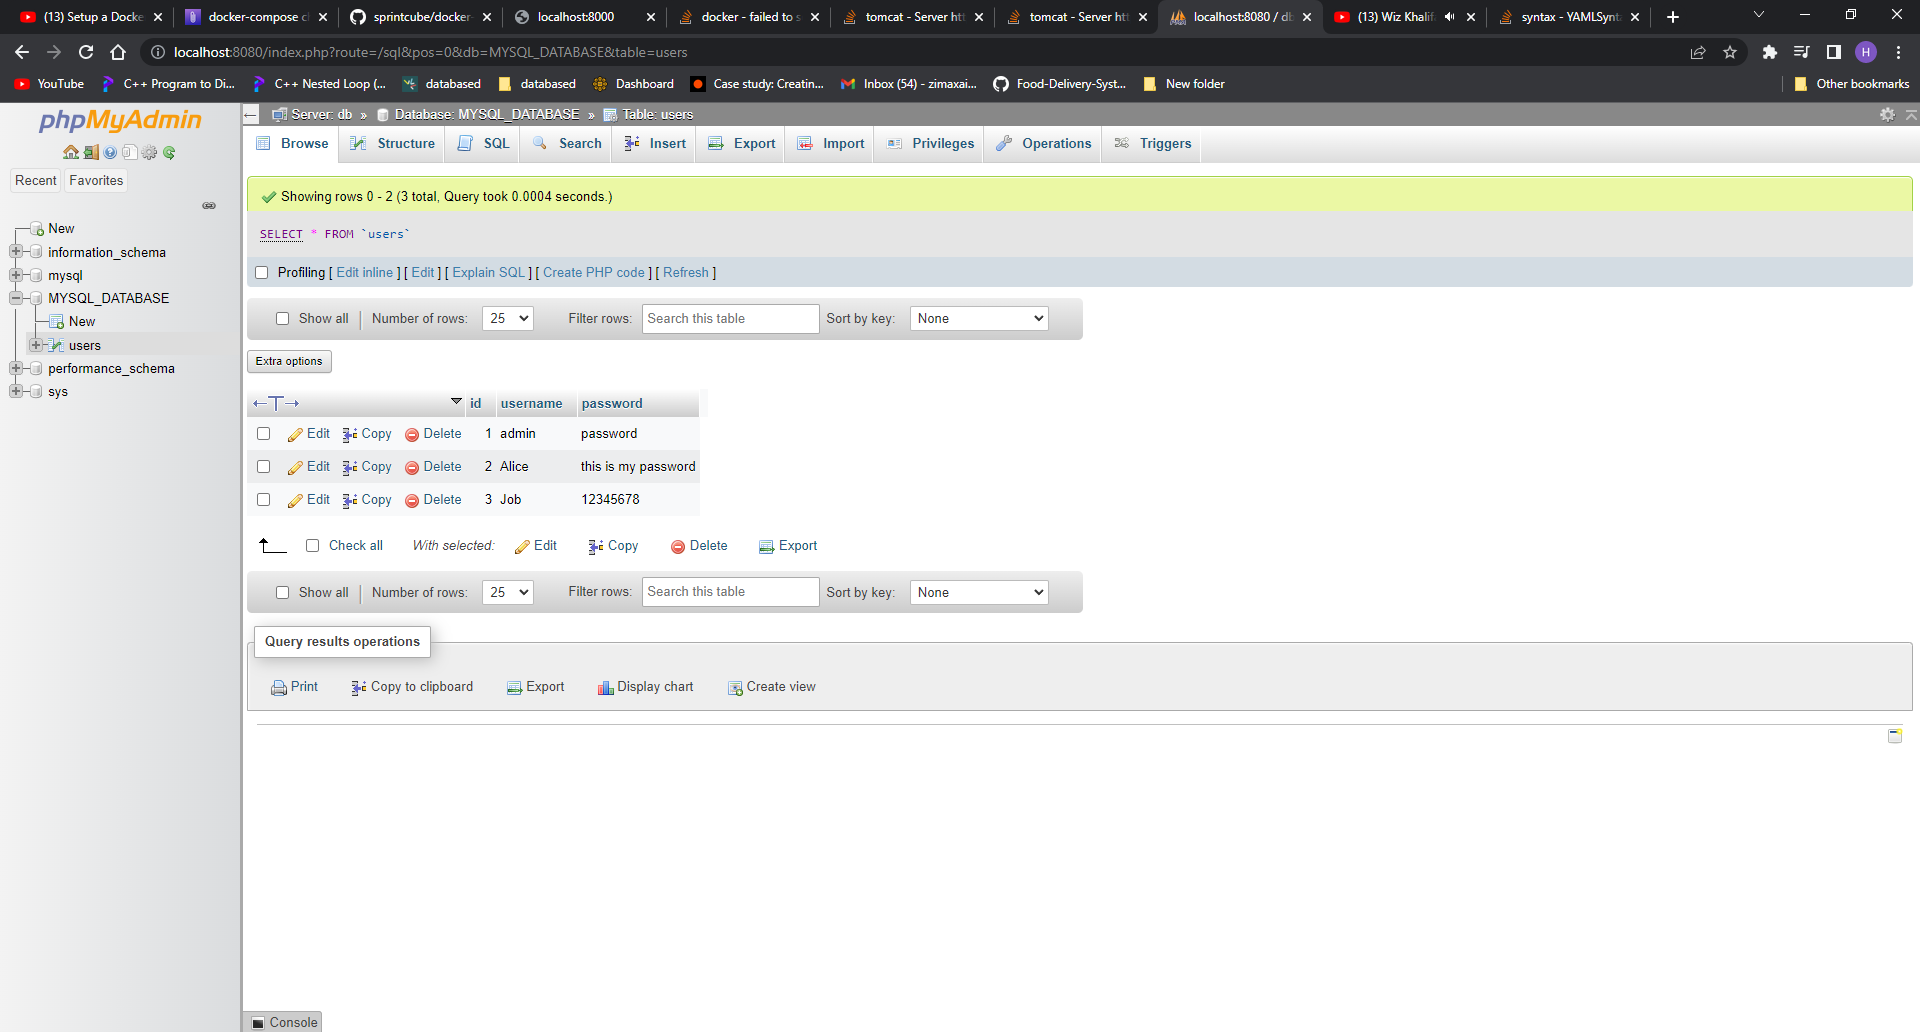 (13) Setup a Docke
docker-compose c
sprintcube/docker-
localhost:8000
docker - failed to s
tomcat - Server htt
tomcat - Server htt
localhost:8080 / db
(13) Wiz Khalif
syntax - YAMLSynt
localhost:8080/index.php?route=/sql&pos=0&db=MYSQL_DATABASE&table=users
H
YouTube
C++ Program to Di...
C++ Nested Loop (...
databased
databased
Dashboard
Case study: Creatin...
Inbox (54) - zimaxai...
Food-Delivery-Syst...
New folder
Other bookmarks
phpMyAdmin
Recent
Favorites
New
information_schema
mysql
MYSQL_DATABASE
New
users
performance_schema
sys
Server: db » Database: MYSQL_DATABASE » Table: users
Browse
Structure
SQL
Search
Insert
Export
Import
Privileges
Operations
Triggers
Showing rows 0 - 2 (3 total, Query took 0.0004 seconds.)
SELECT * FROM `users`
Profiling [ Edit inline ] [ Edit ] [ Explain SQL ] [ Create PHP code ] [ Refresh ]
Show all | Number of rows: 25 Filter rows: Search this table Sort by key: None
Extra options
id username password
Edit Copy Delete 1 admin password
Edit Copy Delete 2 Alice this is my password
Edit Copy Delete 3 Job 12345678
Check all With selected: Edit Copy Delete Export
Show all | Number of rows: 25 Filter rows: Search this table Sort by key: None
Query results operations
Print Copy to clipboard Export Display chart Create view
Console